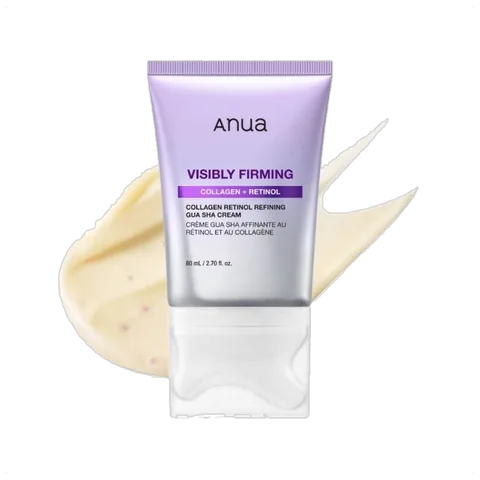 Anua
VISIBLY FIRMING
COLLAGEN + RETINOL
COLLAGEN RETINOL REFINING
GUA SHA CREAM
CRÈME GUA SHA AFFINANTE AU
RÉTINOL ET AU COLLAGÈNE
80 mL / 2.70 fl. oz.